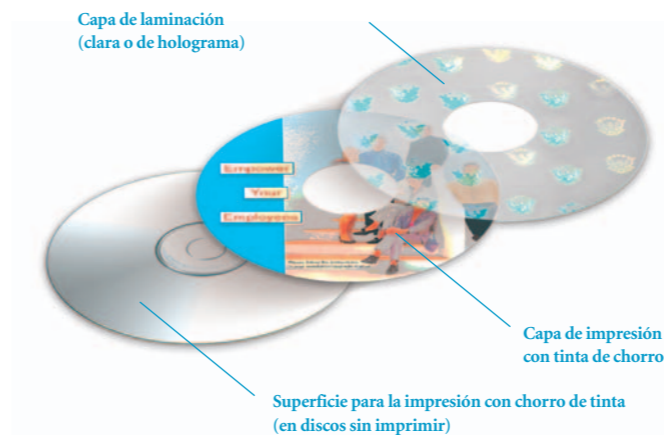 Capa de laminación
(clara o de holograma)
Empower
Your
Employees
Capa de impresión
con tinta de chorro
Superficie para la impresión con chorro de tinta
(en discos sin imprimir)